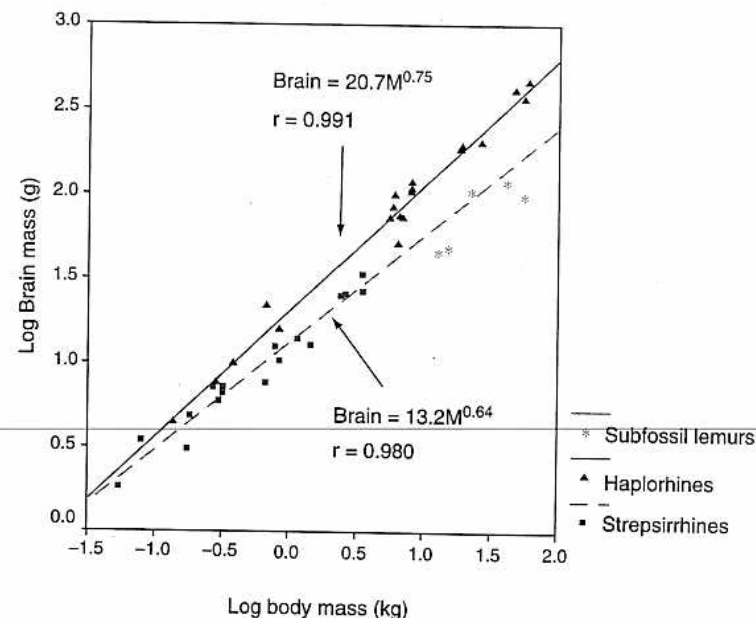 3.0
2.5
2.0
1.5
1.0
0.5
0.0
Log Brain mass (g)
Brain = 20.7M^0.75
r = 0.991
Brain = 13.2M^0.64
r = 0.980
-1.5 -1.0 -0.5 0.0 0.5 1.0 1.5 2.0
Log body mass (kg)
Subfossil lemurs
Haplorhines
Strepsirrhines